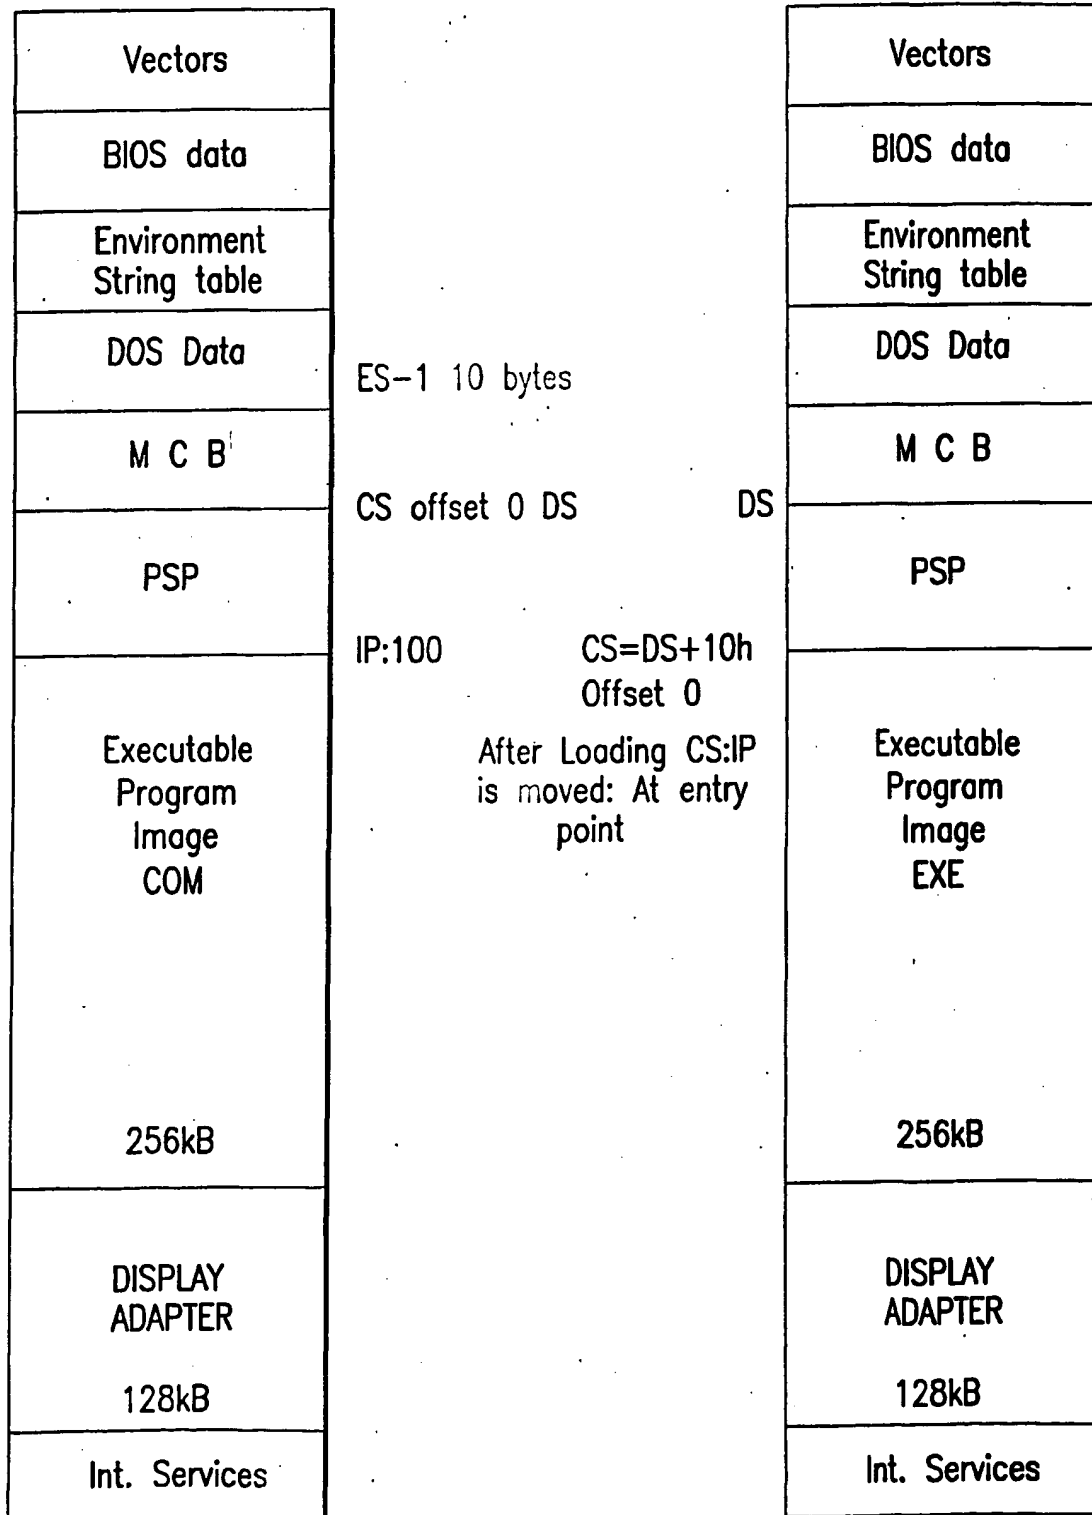 Vectors
BIOS data
Environment
String table
DOS Data
M C B
PSP
Executable
Program
Image
COM
256kB
DISPLAY
ADAPTER
128kB
Int. Services
ES-1 10 bytes
CS offset 0 DS
IP:100
DS
CS=DS+10h
Offset 0
After Loading CS:IP
is moved: At entry
point
Vectors
BIOS data
Environment
String table
DOS Data
M C B
PSP
Executable
Program
Image
EXE
256kB
DISPLAY
ADAPTER
128kB
Int. Services